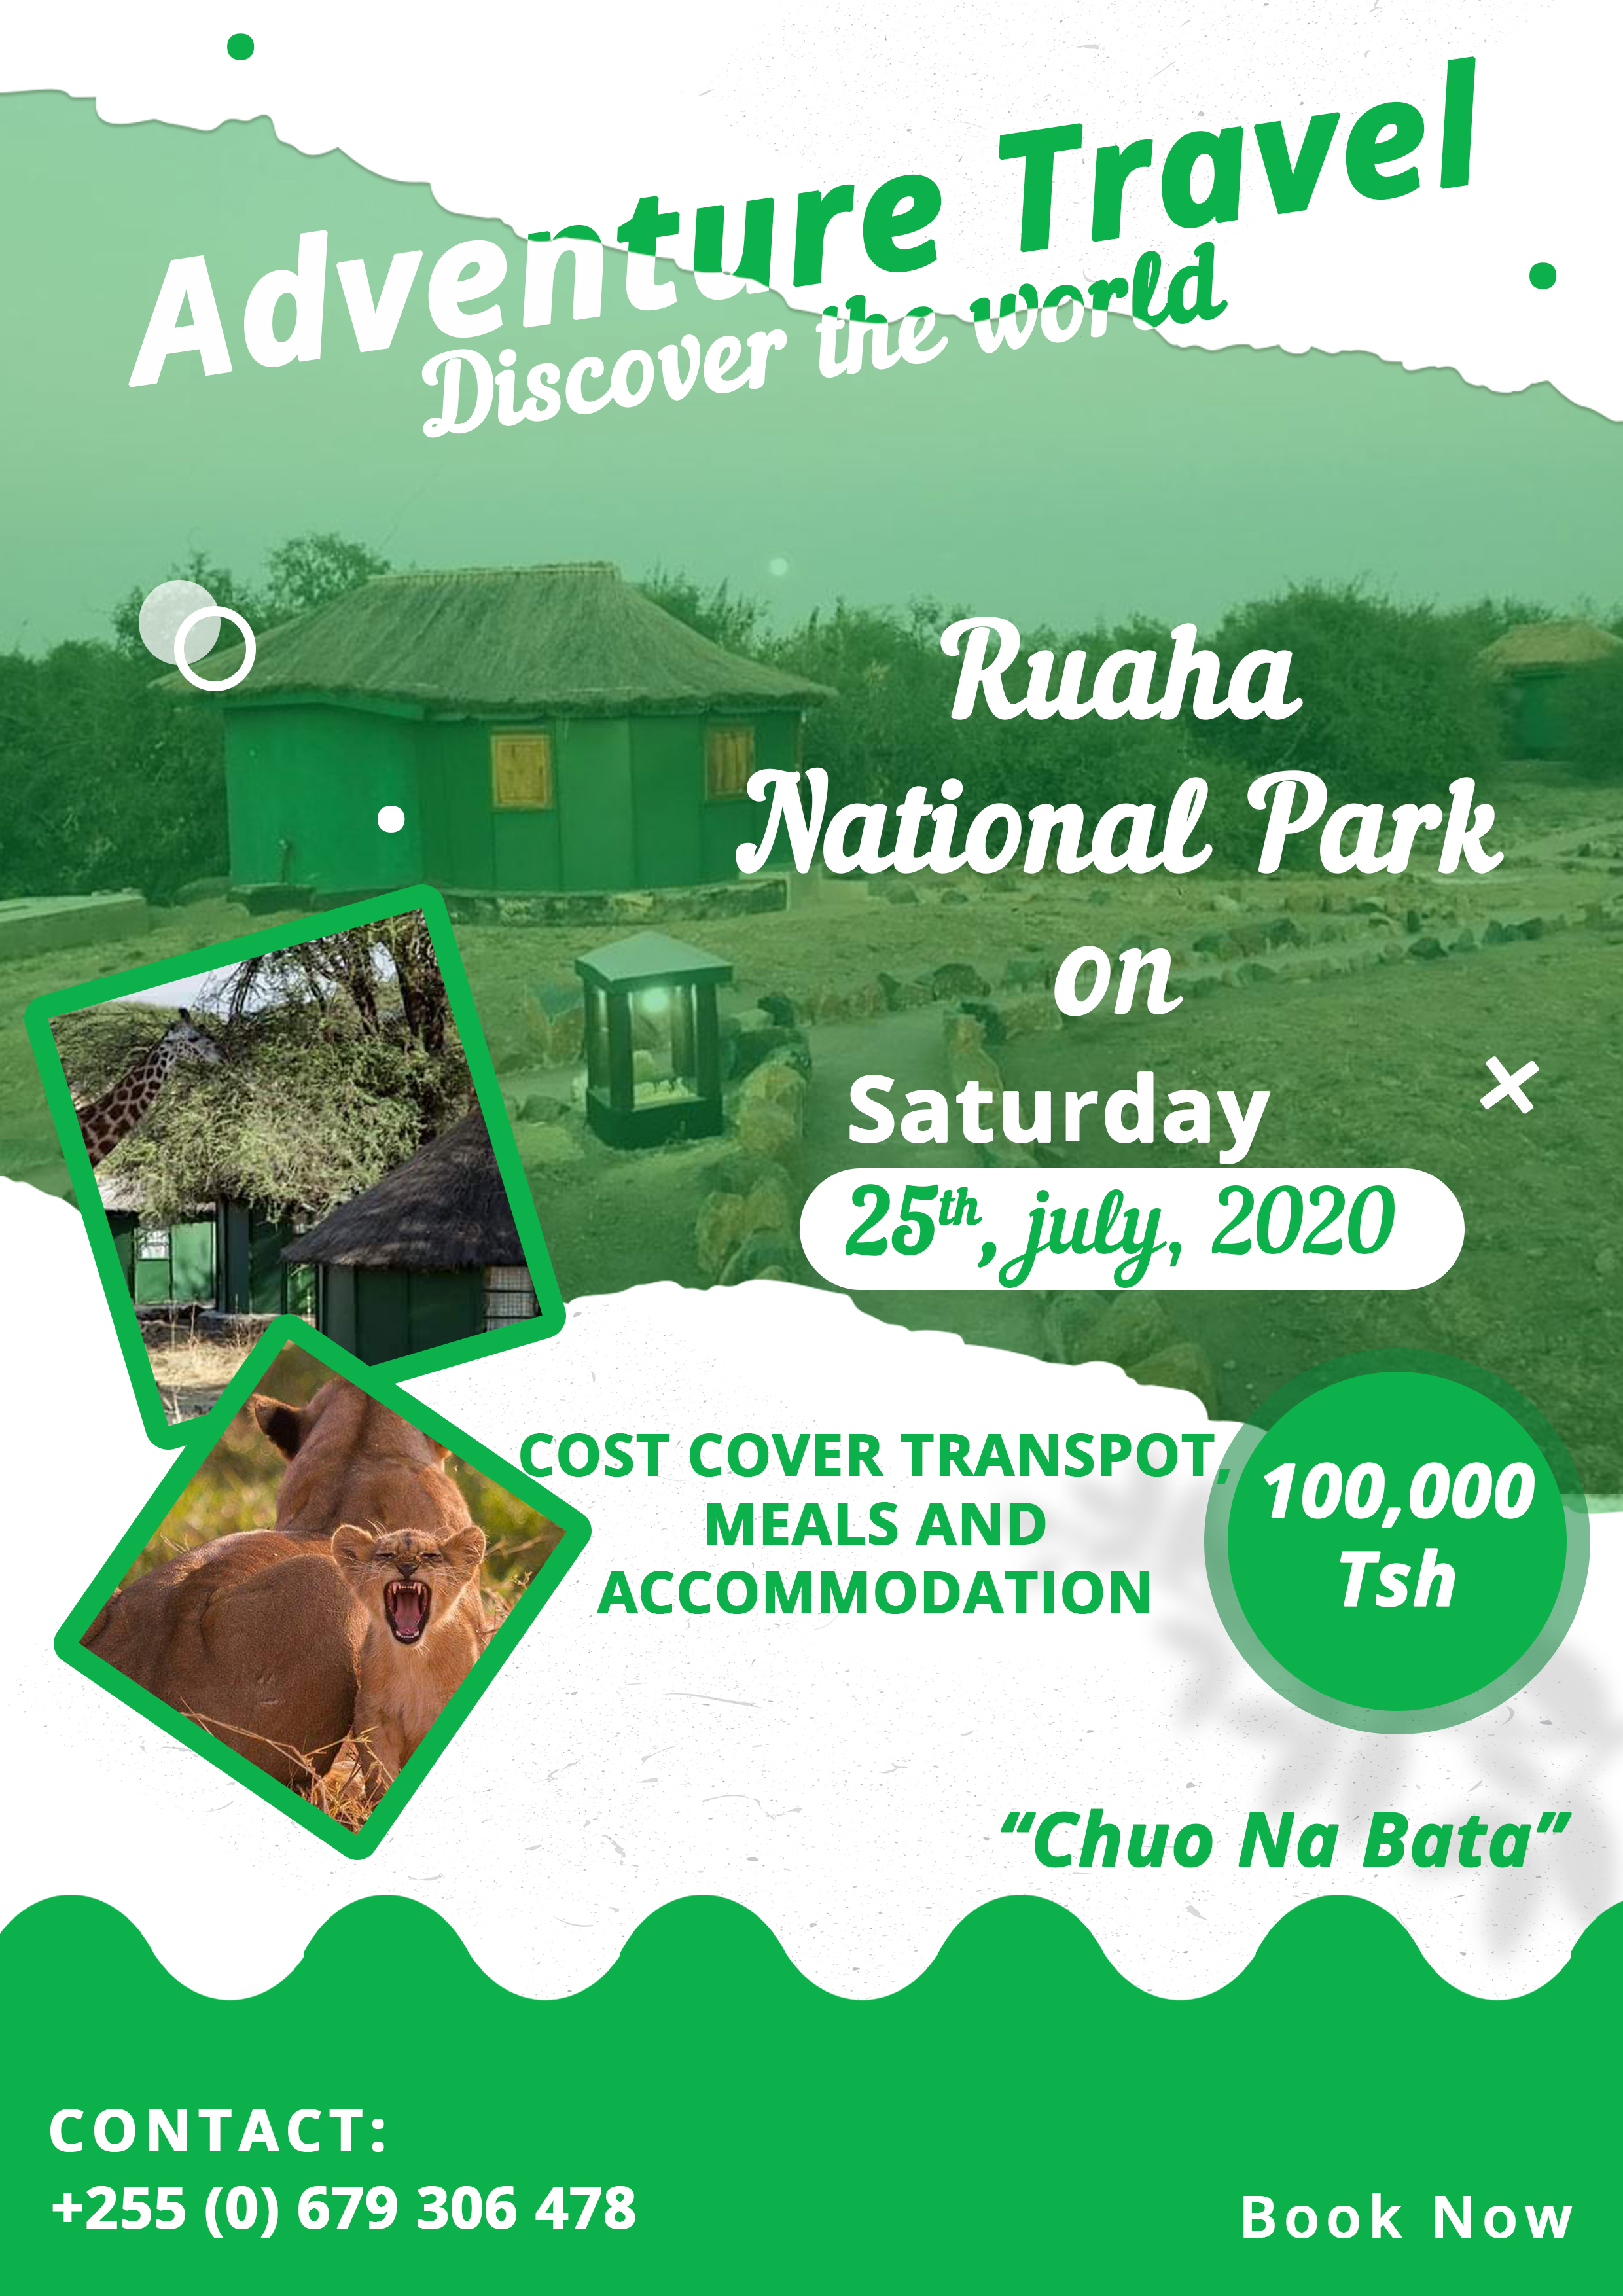 Adventure Travel
Discover the world
Ruaha
National Park
on
Saturday
25th, july, 2020
COST COVER TRANSPOT,
MEALS AND
ACCOMMODATION
100,000
Tsh
“Chuo Na Bata”
CONTACT:
+255 (0) 679 306 478
Book Now